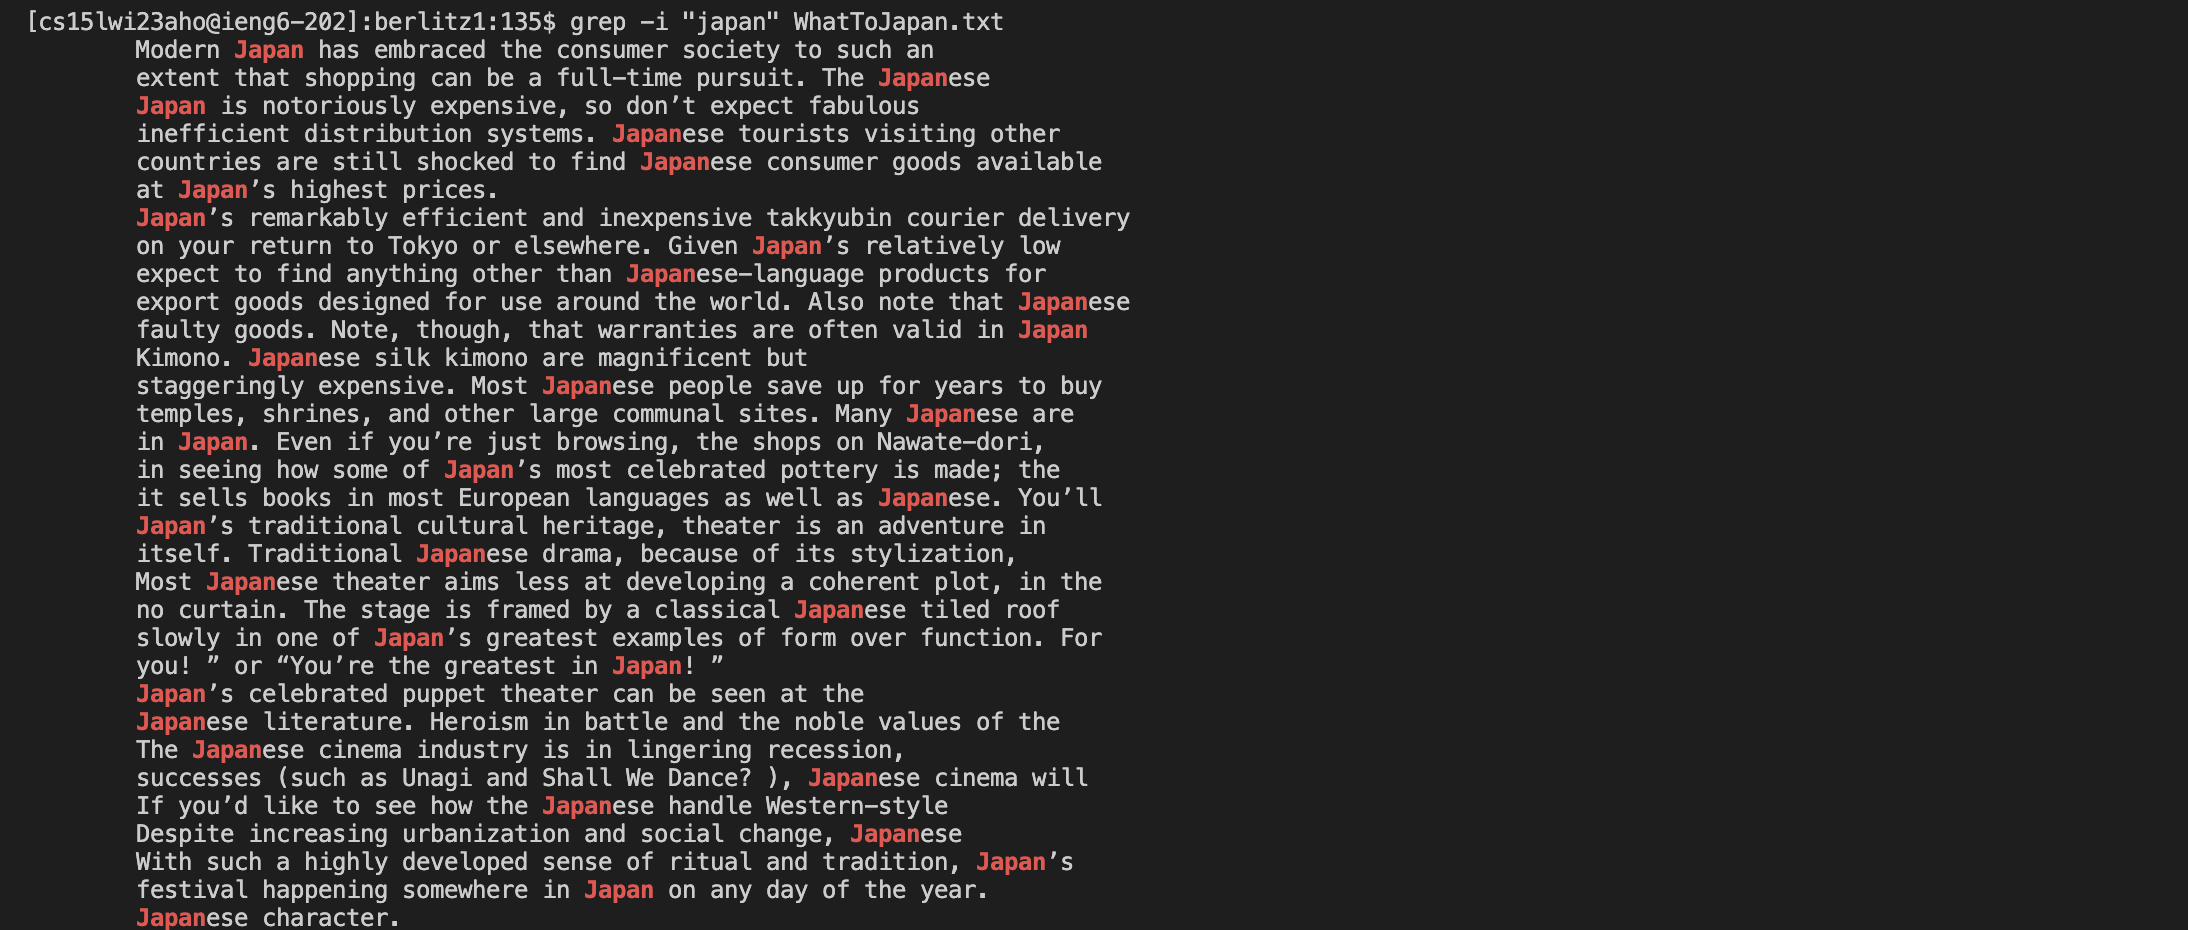 [cs15lwi23aho@ieng6-202]:berlitz1:135$ grep -i "japan" WhatToJapan.txt
Modern Japan has embraced the consumer society to such an
extent that shopping can be a full-time pursuit. The Japanese
Japan is notoriously expensive, so don’t expect fabulous
inefficient distribution systems. Japanese tourists visiting other
countries are still shocked to find Japanese consumer goods available
at Japan’s highest prices.
Japan’s remarkably efficient and inexpensive takkyubin courier delivery
on your return to Tokyo or elsewhere. Given Japan’s relatively low
expect to find anything other than Japanese-language products for
export goods designed for use around the world. Also note that Japanese
faulty goods. Note, though, that warranties are often valid in Japan
Kimono. Japanese silk kimono are magnificent but
staggeringly expensive. Most Japanese people save up for years to buy
temples, shrines, and other large communal sites. Many Japanese are
in Japan. Even if you’re just browsing, the shops on Nawate-dori,
in seeing how some of Japan’s most celebrated pottery is made; the
it sells books in most European languages as well as Japanese. You’ll
Japan’s traditional cultural heritage, theater is an adventure in
itself. Traditional Japanese drama, because of its stylization,
Most Japanese theater aims less at developing a coherent plot, in the
no curtain. The stage is framed by a classical Japanese tiled roof
slowly in one of Japan’s greatest examples of form over function. For
you! ” or “You’re the greatest in Japan! ”
Japan’s celebrated puppet theater can be seen at the
Japanese literature. Heroism in battle and the noble values of the
The Japanese cinema industry is in lingering recession,
successes (such as Unagi and Shall We Dance? ), Japanese cinema will
If you’d like to see how the Japanese handle Western-style
Despite increasing urbanization and social change, Japanese
With such a highly developed sense of ritual and tradition, Japan’s
festival happening somewhere in Japan on any day of the year.
Japanese character.